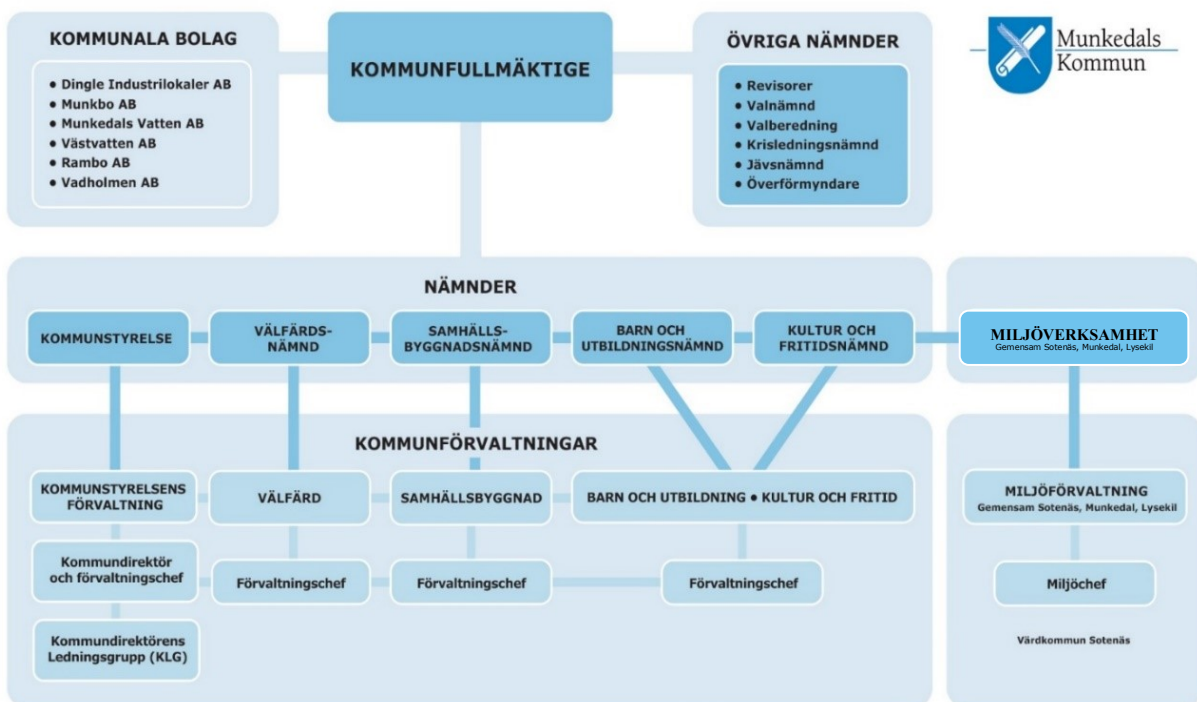 KOMMUNALA BOLAG
• Dingle Industrilokaler AB
• Munkbo AB
• Munkedals Vatten AB
• Västvatten AB
• Rambo AB
• Vadholmen AB
KOMMUNFULLMÄKTIGE
ÖVRIGA NÄMNDER
• Revisorer
• Valnämnd
• Valberedning
• Krisledningsnämnd
• Jävsnämnd
• Överförmyndare
Munkedals
Kommun
NÄMNDER
KOMMUNSTYRELSE
VÄLFÄRDS-
NÄMND
SAMHÄLLS-
BYGGNADSNÄMND
BARN OCH
UTBILDNINGSNÄMND
KULTUR OCH
FRITIDSNÄMND
MILJÖVERKSAMHET
Gemensam Sotenäs, Munkedal, Lysekil
KOMMUNFÖRVALTNINGAR
KOMMUNSTYRELSENS
FÖRVALTNING
VÄLFÄRD
SAMHÄLLSBYGGNAD
BARN OCH UTBILDNING • KULTUR OCH FRITID
MILJÖFÖRVALTNING
Gemensam Sotenäs, Munkedal, Lysekil
Kommundirektör
och förvaltningschef
Förvaltningschef
Förvaltningschef
Förvaltningschef
Miljöchef
Kommundirektörens
Ledningsgrupp (KLG)
Värdkommun Sotenäs